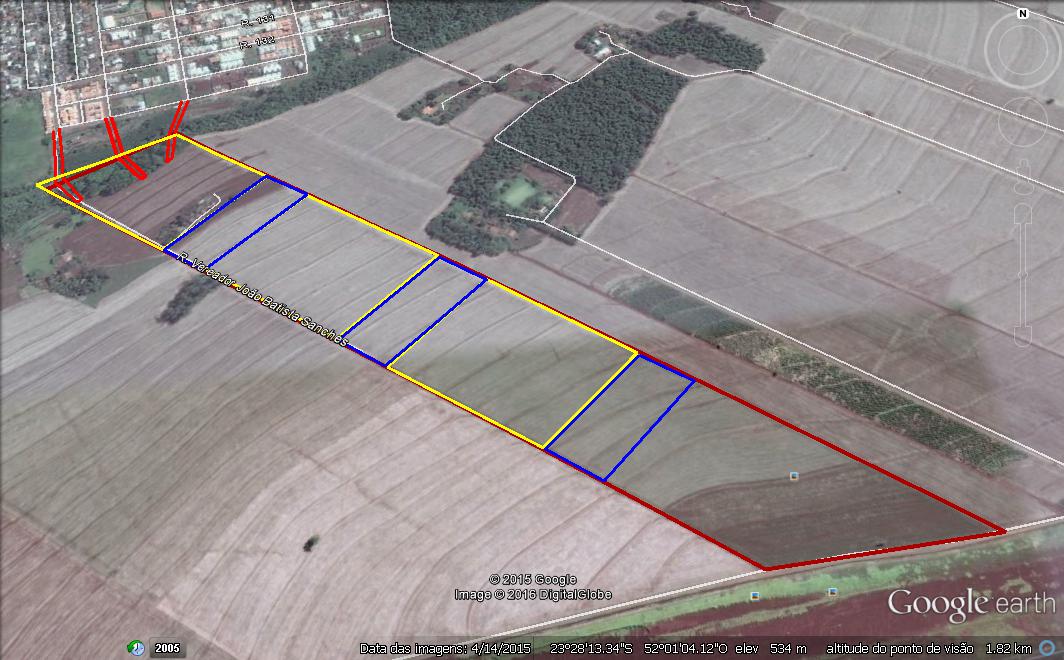 R. 131
R. 132
N
R. Vereador João Batista Sanches
© 2015 Google
Image © 2016 DigitalGlobe
Google earth
2005
Data das imagens: 4/14/2015 23°28'13.34"S 52°01'04.12"O elev 534 m altitude do ponto de visão 1.82 km